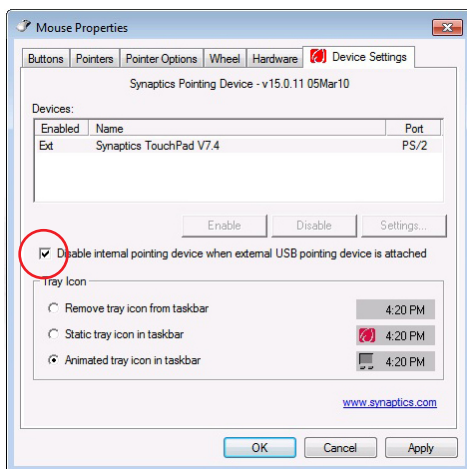 Mouse Properties
Buttons Pointers Pointer Options Wheel Hardware Device Settings
Synaptics Pointing Device - v15.0.11 05Mar10
Devices:
Enabled Name Port
Ext Synaptics TouchPad V7.4 PS/2
Enable Disable Settings...
Disable internal pointing device when external USB pointing device is attached
Tray Icon
Remove tray icon from taskbar 4:20 PM
Static tray icon in taskbar 4:20 PM
Animated tray icon in taskbar 4:20 PM
www.synaptics.com
OK Cancel Apply